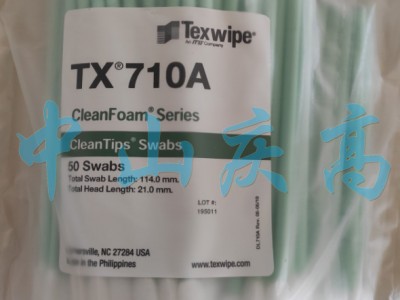 Texwipe®
An ITW Company
TX®710A
CleanFoam® Series
CleanTips® Swabs
50 Swabs
Total Swab Length: 114.0 mm.
Total Head Length: 21.0 mm.
LOT #:
193011
中山庆高
NC 27284 USA
in the Philippines
www.texwipe.com